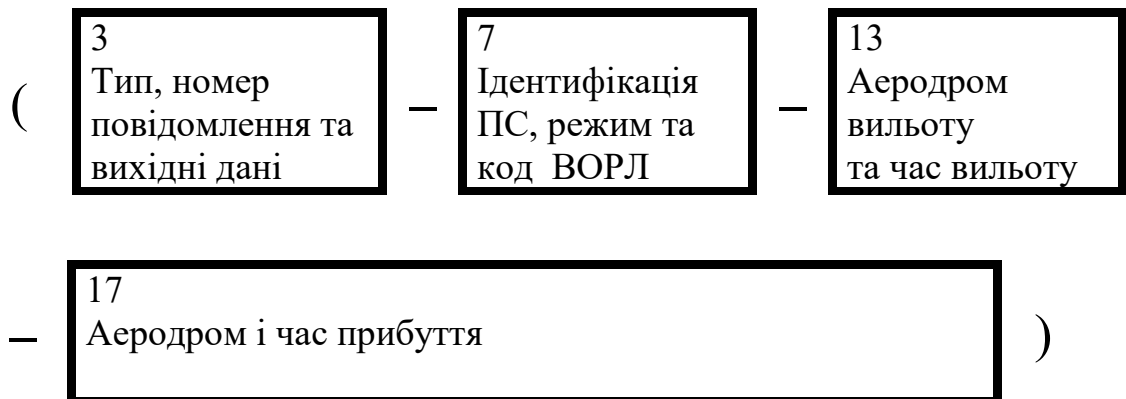 3
Тип, номер
повідомлення та
вихідні дані
7
Ідентифікація
ПС, режим та
код ВОРЛ
13
Аеродром
вильоту
та час вильоту
( – –
17
Аеродром і час прибуття
– )